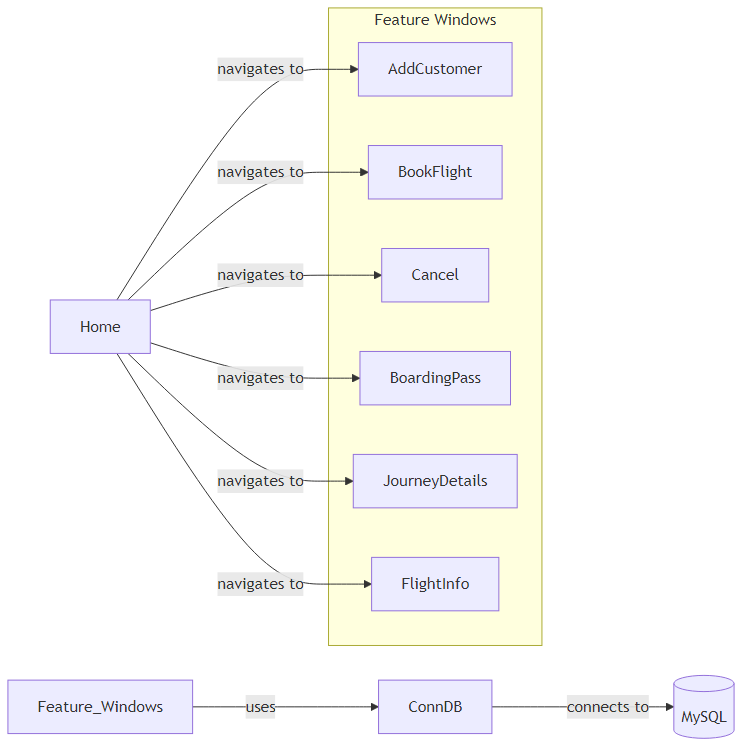 Feature Windows
navigates to
AddCustomer
navigates to
BookFlight
navigates to
Cancel
Home
navigates to
BoardingPass
navigates to
JourneyDetails
navigates to
FlightInfo
Feature_Windows
uses
ConnDB
connects to
MySQL